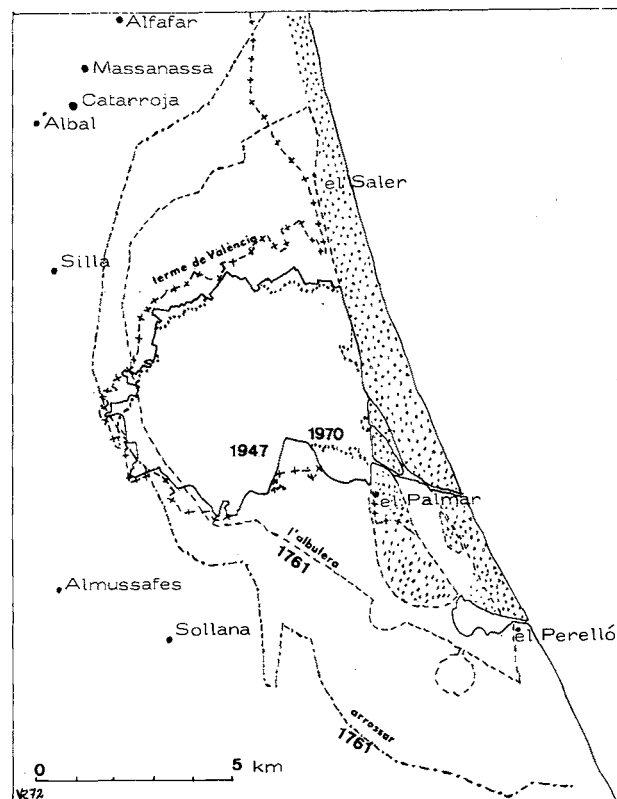 Alfafar
Massanassa
Catarroja
Albal
el Saler
terme de València
Silla
1947
1970
el Palmar
l'albufera
1761
Almussafes
Sollana
el Perelló
arrossar
1761
0 5 km
VR72